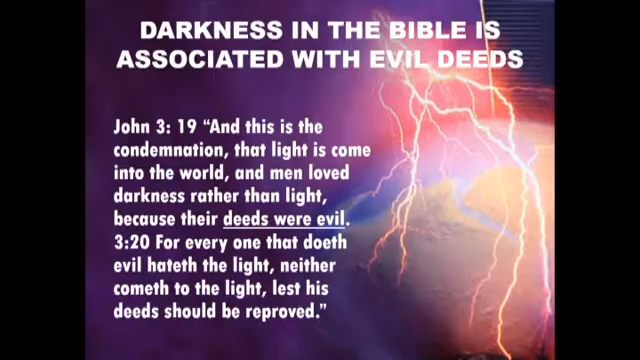 DARKNESS IN THE BIBLE IS
ASSOCIATED WITH EVIL DEEDS
John 3: 19 “And this is the
condemnation, that light is come
into the world, and men loved
darkness rather than light,
because their deeds were evil.
3:20 For every one that doeth
evil hateth the light, neither
cometh to the light, lest his
deeds should be reproved.”